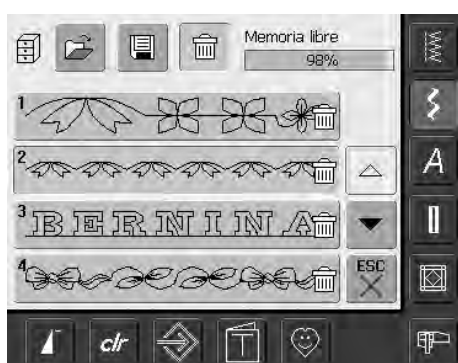 Memoria libre
98%
1
2
3 BERNINA
4
ESC
A
clr
T